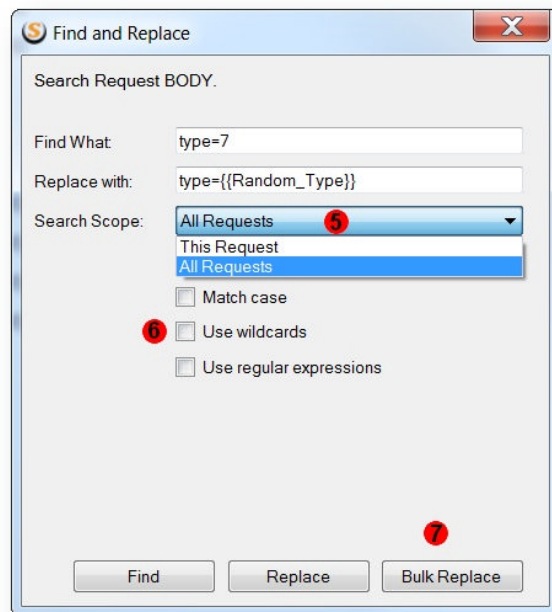 S Find and Replace X
Search Request BODY.
Find What: type=7
Replace with: type={{Random_Type}}
Search Scope: All Requests 5
This Request
All Requests
Match case
6 Use wildcards
Use regular expressions
7
Find Replace Bulk Replace